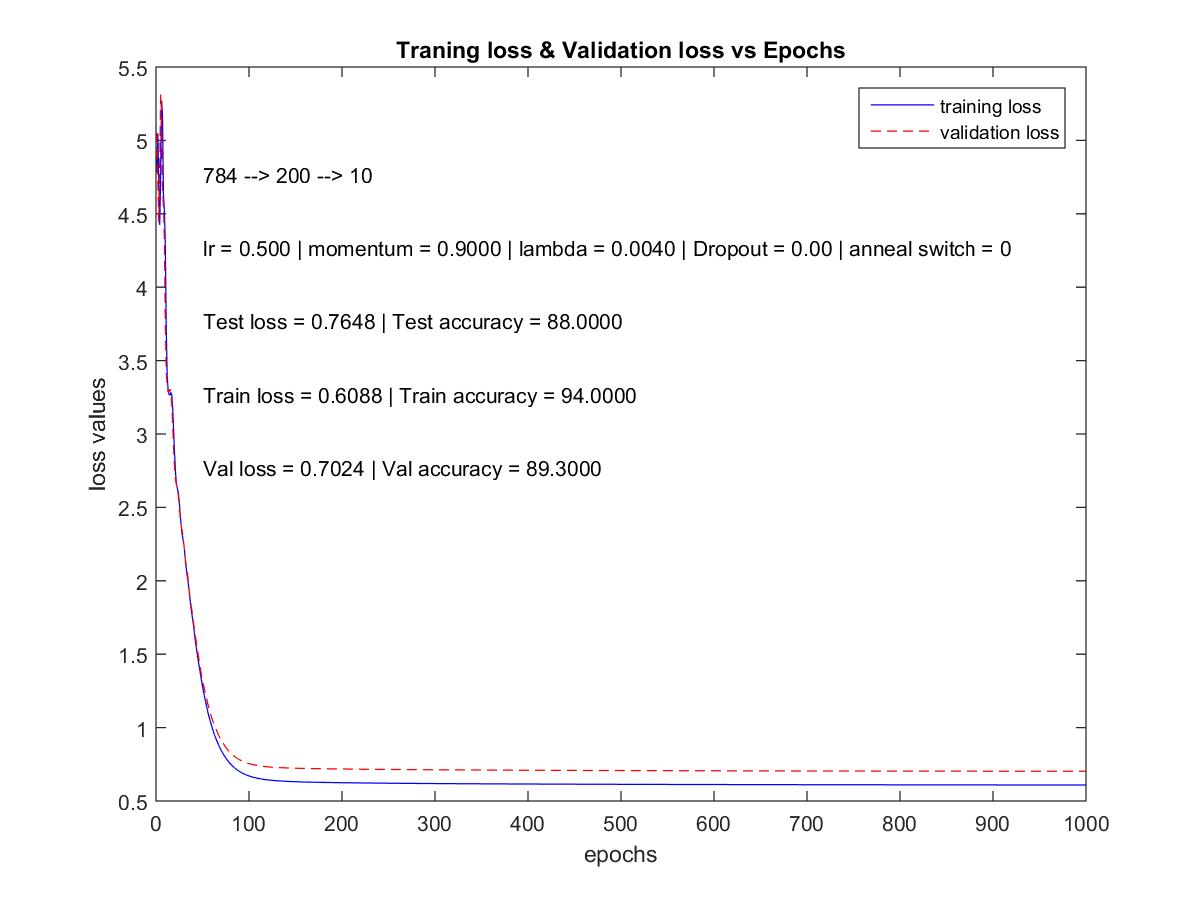 Traning loss & Validation loss vs Epochs
5.5
5
4.5
4
3.5
3
2.5
2
1.5
1
0.5
loss values
training loss
validation loss
784 --> 200 --> 10
lr = 0.500 | momentum = 0.9000 | lambda = 0.0040 | Dropout = 0.00 | anneal switch = 0
Test loss = 0.7648 | Test accuracy = 88.0000
Train loss = 0.6088 | Train accuracy = 94.0000
Val loss = 0.7024 | Val accuracy = 89.3000
0 100 200 300 400 500 600 700 800 900 1000
epochs